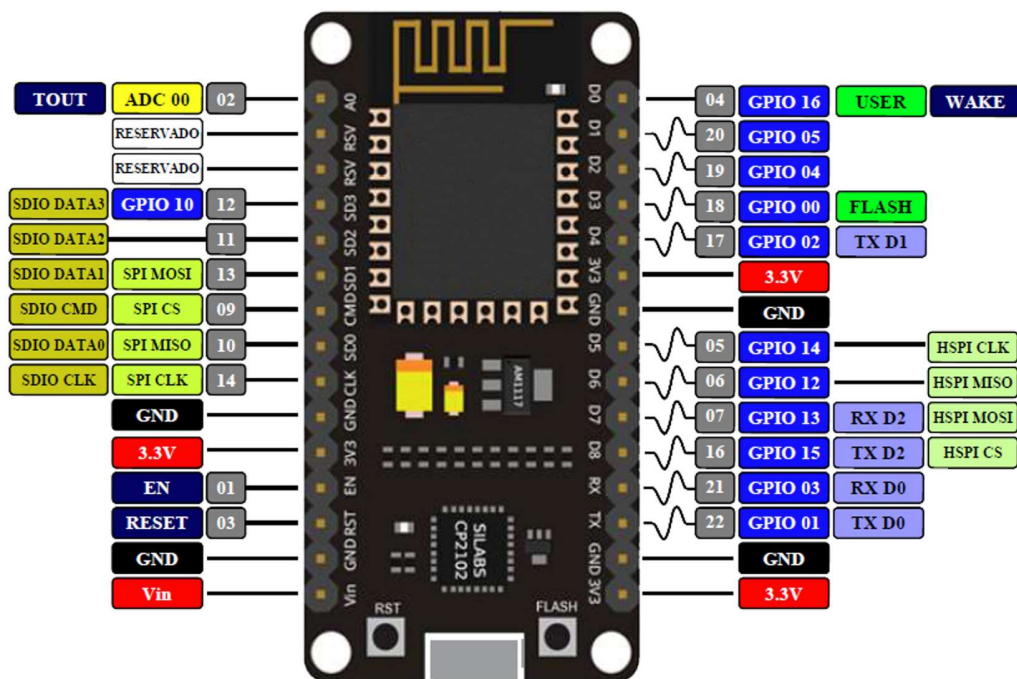 TOUT ADC 00 02 A0 D0 04 GPIO 16 USER WAKE
RESERVADO RSV D1 20 GPIO 05
RESERVADO RSV D2 19 GPIO 04
SDIO DATA3 GPIO 10 12 SD3 D3 18 GPIO 00 FLASH
SDIO DATA2 11 SD2 D4 17 GPIO 02 TX D1
SDIO DATA1 SPI MOSI 13 SD1 3V3 3.3V
SDIO CMD SPI CS 09 CMD GND GND
SDIO DATA0 SPI MISO 10 SD0 D5 05 GPIO 14 HSPI CLK
SDIO CLK SPI CLK 14 CLK D6 06 GPIO 12 HSPI MISO
GND GND D7 07 GPIO 13 RX D2 HSPI MOSI
3.3V 3V3 D8 16 GPIO 15 TX D2 HSPI CS
EN 01 EN RX 21 GPIO 03 RX D0
RESET 03 RST TX 22 GPIO 01 TX D0
GND GND GND GND
Vin Vin 3V3 3.3V
AM1117
SILABS
CP2102
RST FLASH